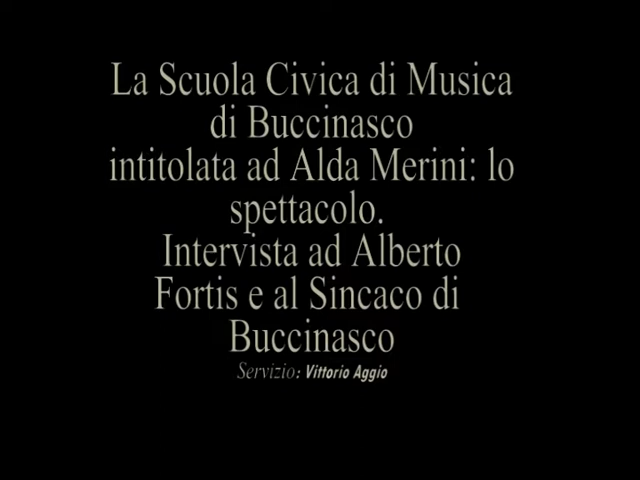 La Scuola Civica di Musica
di Buccinasco
intitolata ad Alda Merini: lo
spettacolo.
Intervista ad Alberto
Fortis e al Sincaco di
Buccinasco
Servizio: Vittorio Aggio